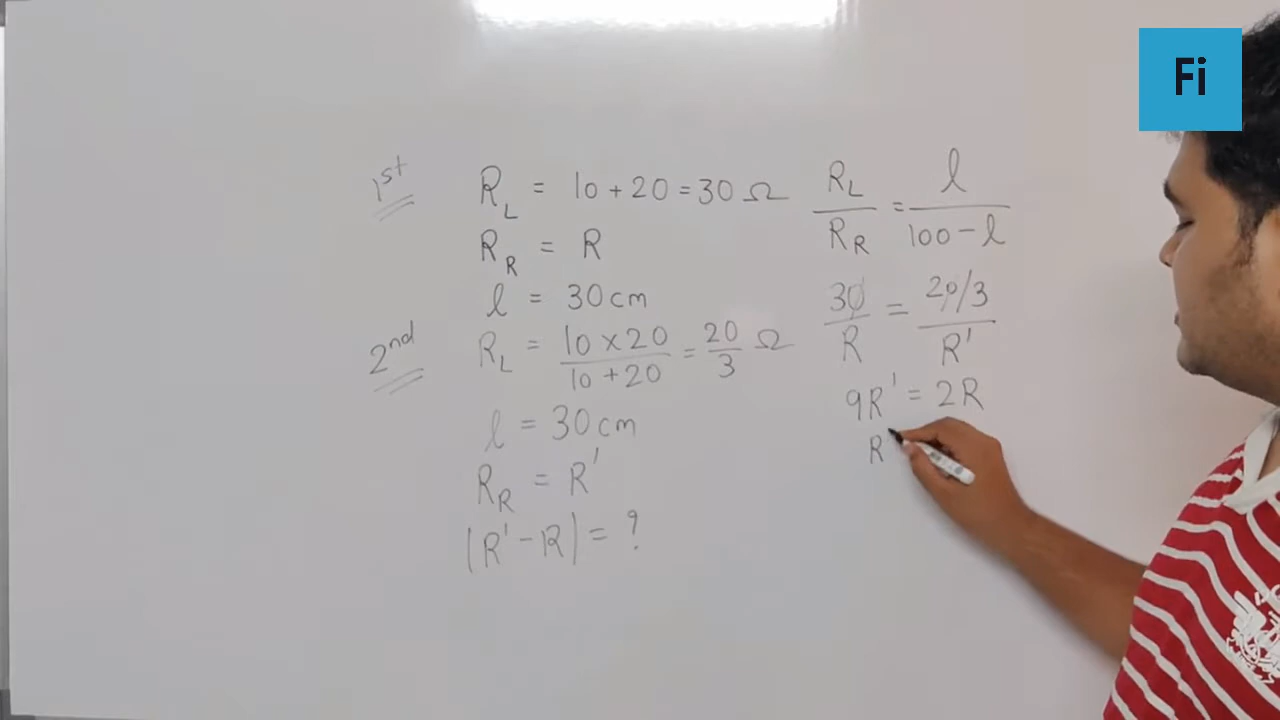 Fi
1st
R_L = 10 + 20 = 30 Ω
R_R = R
l = 30 cm
2nd
R_L = (10 × 20)/(10 + 20) = 20/3 Ω
l = 30 cm
R_R = R'
|R' - R| = ?
R_L/R_R = l/(100 - l)
30/R = (20/3)/R'
9R' = 2R
R'